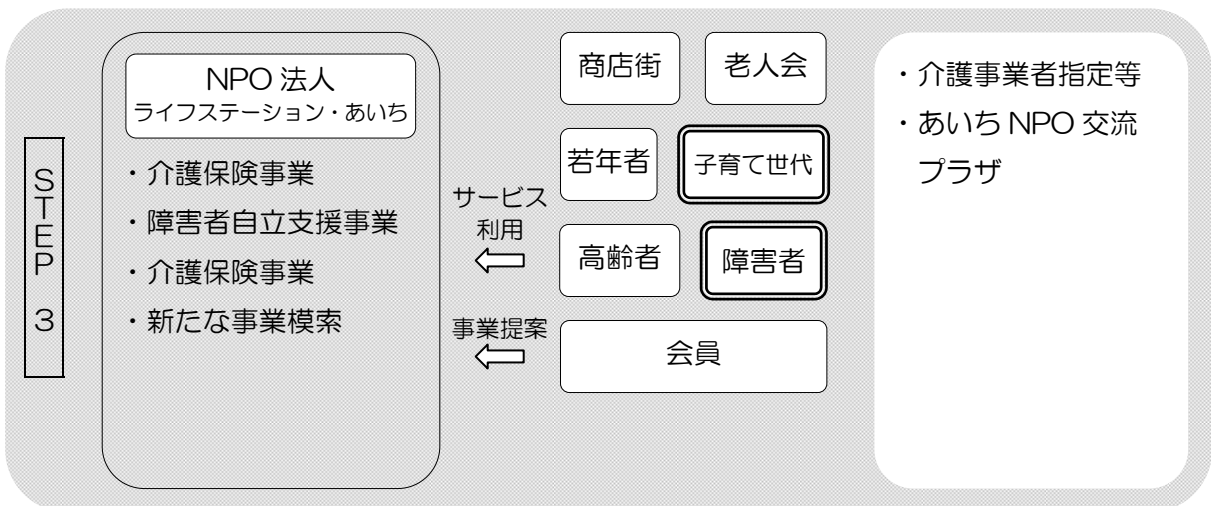 STEP 3
NPO 法人
ライフステーション・あいち
・介護保険事業
・障害者自立支援事業
・介護保険事業
・新たな事業模索
サービス
利用
事業提案
商店街
老人会
若年者
子育て世代
高齢者
障害者
会員
・介護事業者指定等
・あいち NPO 交流
プラザ